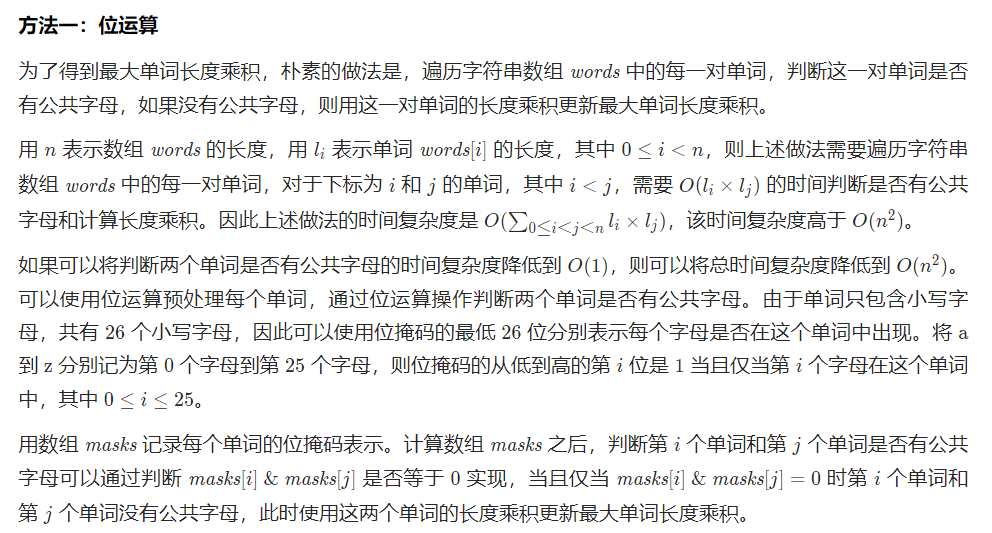 方法一：位运算
为了得到最大单词长度乘积，朴素的做法是，遍历字符串数组 words 中的每一对单词，判断这一对单词是否
有公共字母，如果没有公共字母，则用这一对单词的长度乘积更新最大单词长度乘积。
用 n 表示数组 words 的长度，用 lᵢ 表示单词 words[i] 的长度，其中 0 ≤ i < n，则上述做法需要遍历字符串
数组 words 中的每一对单词，对于下标为 i 和 j 的单词，其中 i < j，需要 O(lᵢ × lⱼ) 的时间判断是否有公共
字母和计算长度乘积。因此上述做法的时间复杂度是 O(∑0≤i<j<n lᵢ × lⱼ)，该时间复杂度高于 O(n²)。
如果可以将判断两个单词是否有公共字母的时间复杂度降低到 O(1)，则可以将总时间复杂度降低到 O(n²)。
可以使用位运算预处理每个单词，通过位运算操作判断两个单词是否有公共字母。由于单词只包含小写字
母，共有 26 个小写字母，因此可以使用位掩码的最低 26 位分别表示每个字母是否在这个单词中出现。将 a
到 z 分别记为第 0 个字母到第 25 个字母，则位掩码的从低到高的第 i 位是 1 当且仅当第 i 个字母在这个单词
中，其中 0 ≤ i ≤ 25。
用数组 masks 记录每个单词的位掩码表示。计算数组 masks 之后，判断第 i 个单词和第 j 个单词是否有公共
字母可以通过判断 masks[i] & masks[j] 是否等于 0 实现，当且仅当 masks[i] & masks[j] = 0 时第 i 个单词和
第 j 个单词没有公共字母，此时使用这两个单词的长度乘积更新最大单词长度乘积。